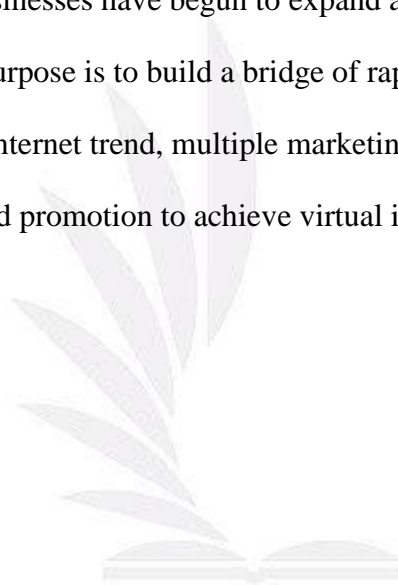 sinesses have begun to expand a
urpose is to build a bridge of rap
nternet trend, multiple marketin
d promotion to achieve virtual i